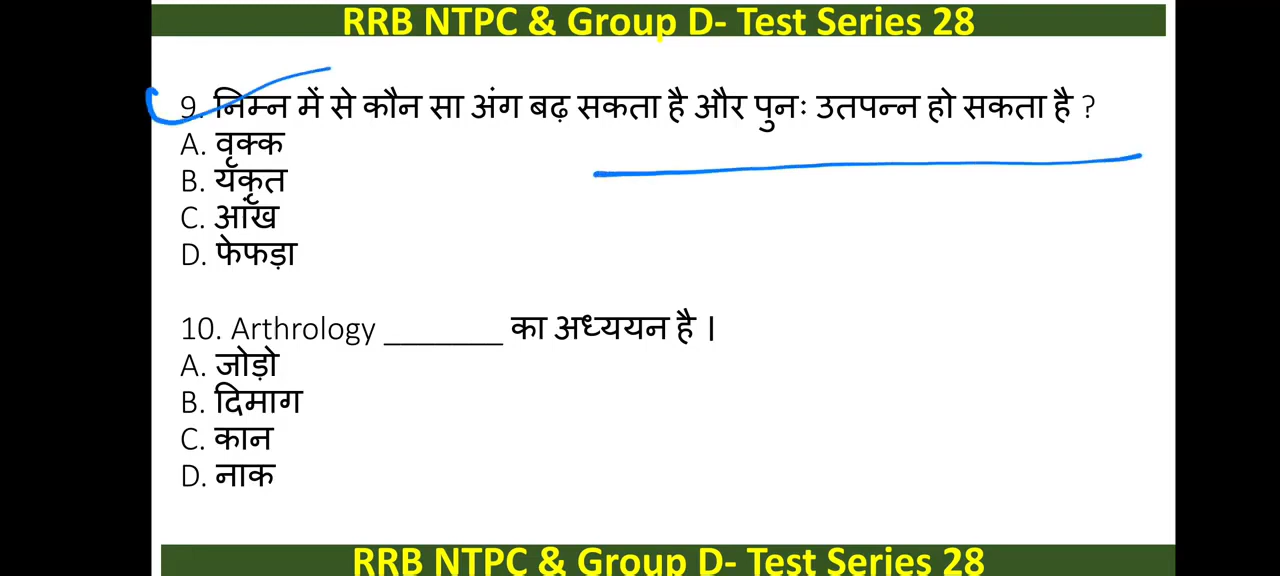 RRB NTPC & Group D- Test Series 28
9. निम्न में से कौन सा अंग बढ़ सकता है और पुनः उतपन्न हो सकता है ?
A. वृक्क
B. यकृत
C. आंख
D. फेफड़ा
10. Arthrology _______ का अध्ययन है ।
A. जोड़ो
B. दिमाग
C. कान
D. नाक
RRB NTPC & Group D- Test Series 28